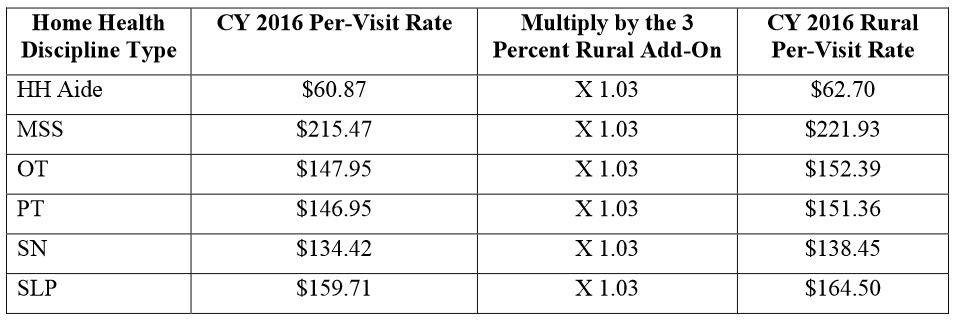 Home Health
Discipline Type
CY 2016 Per-Visit Rate
Multiply by the 3
Percent Rural Add-On
CY 2016 Rural
Per-Visit Rate
HH Aide $60.87 X 1.03 $62.70
MSS $215.47 X 1.03 $221.93
OT $147.95 X 1.03 $152.39
PT $146.95 X 1.03 $151.36
SN $134.42 X 1.03 $138.45
SLP $159.71 X 1.03 $164.50